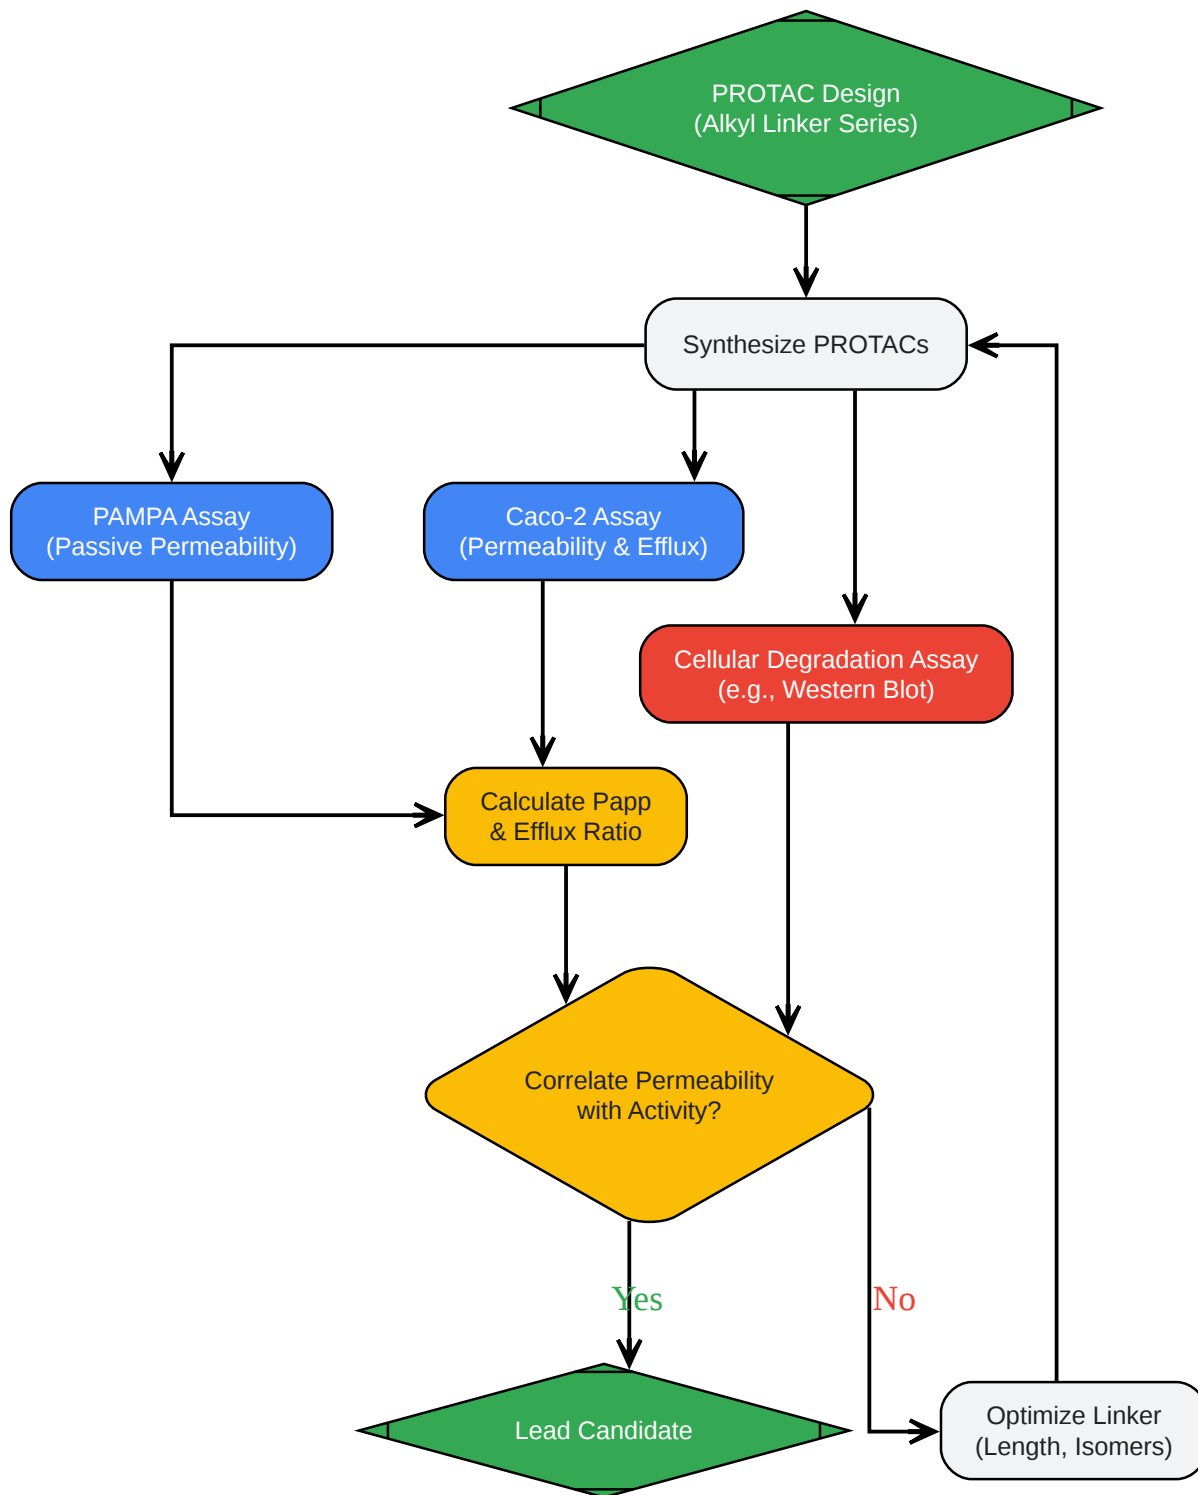 PROTAC Design
(Alkyl Linker Series)
Synthesize PROTACs
PAMPA Assay
(Passive Permeability)
Caco-2 Assay
(Permeability & Efflux)
Cellular Degradation Assay
(e.g., Western Blot)
Calculate Papp
& Efflux Ratio
Correlate Permeability
with Activity?
Yes
No
Lead Candidate
Optimize Linker
(Length, Isomers)